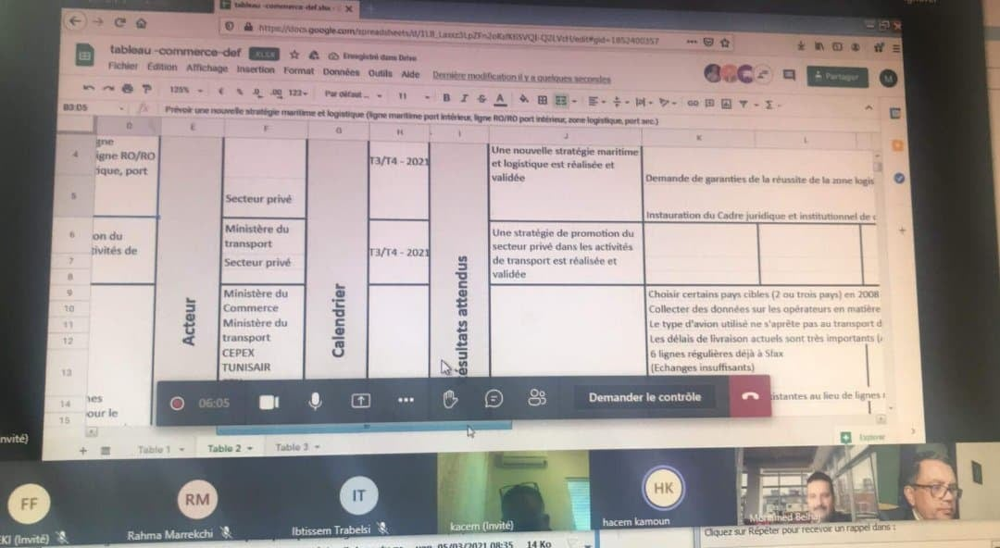 tableau -commerce-def.xlsx -
https://docs.google.com/spreadsheets/d/
tableau -commerce-def .XLSX Enregistré dans Drive
Fichier Édition Affichage Insertion Format Données Outils Aide Dernière modification il y a quelques secondes
Partager
M
125% € % .0 .00 123 Par défaut... 11 B I S A
B3:D5 fx Prévoir une nouvelle stratégie maritime et logistique (ligne maritime port intérieur, ligne RO/RO port intérieur, zone logistique, port sec.)
D E F G H I J K L
4
5
6
7
8
9
10
11
12
13
14
15
gne
igne RO/RO
ique, port
on du
tivités de
nes
our le
Acteur
Secteur privé
Ministère du
transport
Secteur privé
Ministère du
Commerce
Ministère du
transport
CEPEX
TUNISAIR
Calendrier
T3/T4 - 2021
T3/T4 - 2021
ésultats attendus
Une nouvelle stratégie maritime
et logistique est réalisée et
validée
Une stratégie de promotion du
secteur privé dans les activités
de transport est réalisée et
validée
Demande de garanties de la réussite de la zone logis
Instauration du Cadre juridique et institutionnel de
Choisir certains pays cibles (2 ou trois pays) en 2008
Collecter des données sur les opérateurs en matière
Le type d'avion utilisé ne s'aprête pas au transport d
Les délais de livraison actuels sont très importants (
6 lignes régulières déjà à Sfax
(Echanges insuffisants)
istantes au lieu de lignes
06:05 Demander le contrôle
Table 1 Table 2 Table 3 Explorer
nvité)
FF
KI (Invité)
RM
Rahma Marrekchi
IT
Ibtissem Trabelsi
kacem (Invité)
HK
hacem kamoun
Mohamed Belhaj
05/03/2021 08:35 14 Ko
Cliquez sur Répéter pour recevoir un rappel dans :